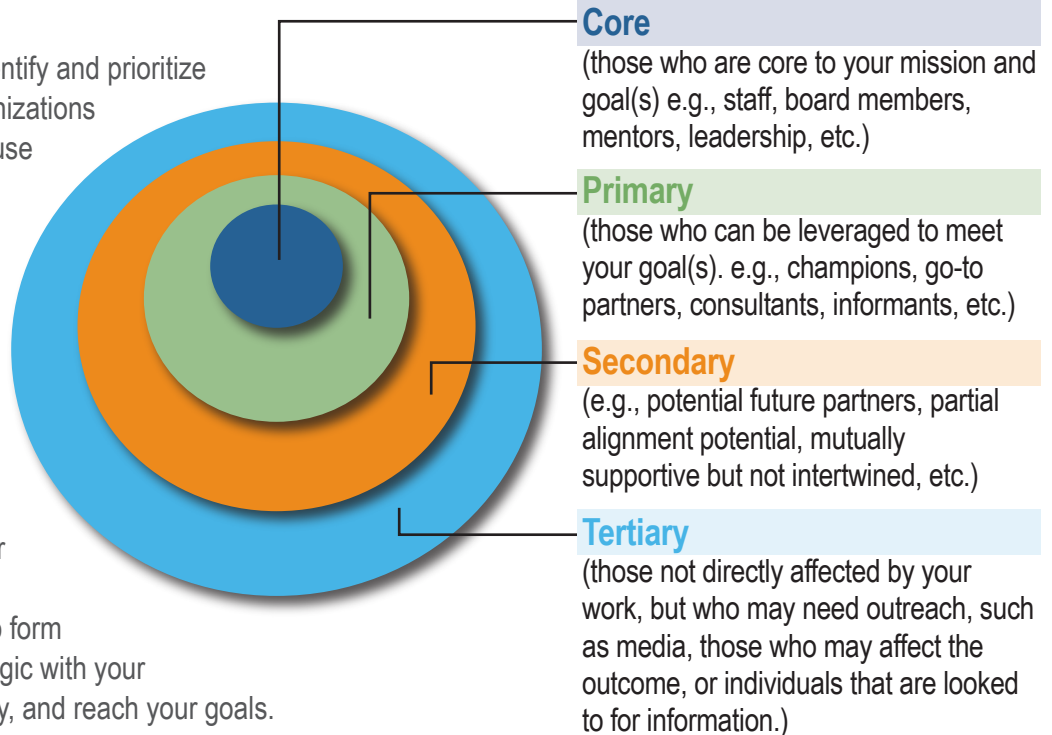 ntify and prioritize
nizations
use
r
o form
gic with your
y, and reach your goals.
Core
(those who are core to your mission and
goal(s) e.g., staff, board members,
mentors, leadership, etc.)
Primary
(those who can be leveraged to meet
your goal(s). e.g., champions, go-to
partners, consultants, informants, etc.)
Secondary
(e.g., potential future partners, partial
alignment potential, mutually
supportive but not intertwined, etc.)
Tertiary
(those not directly affected by your
work, but who may need outreach, such
as media, those who may affect the
outcome, or individuals that are looked
to for information.)